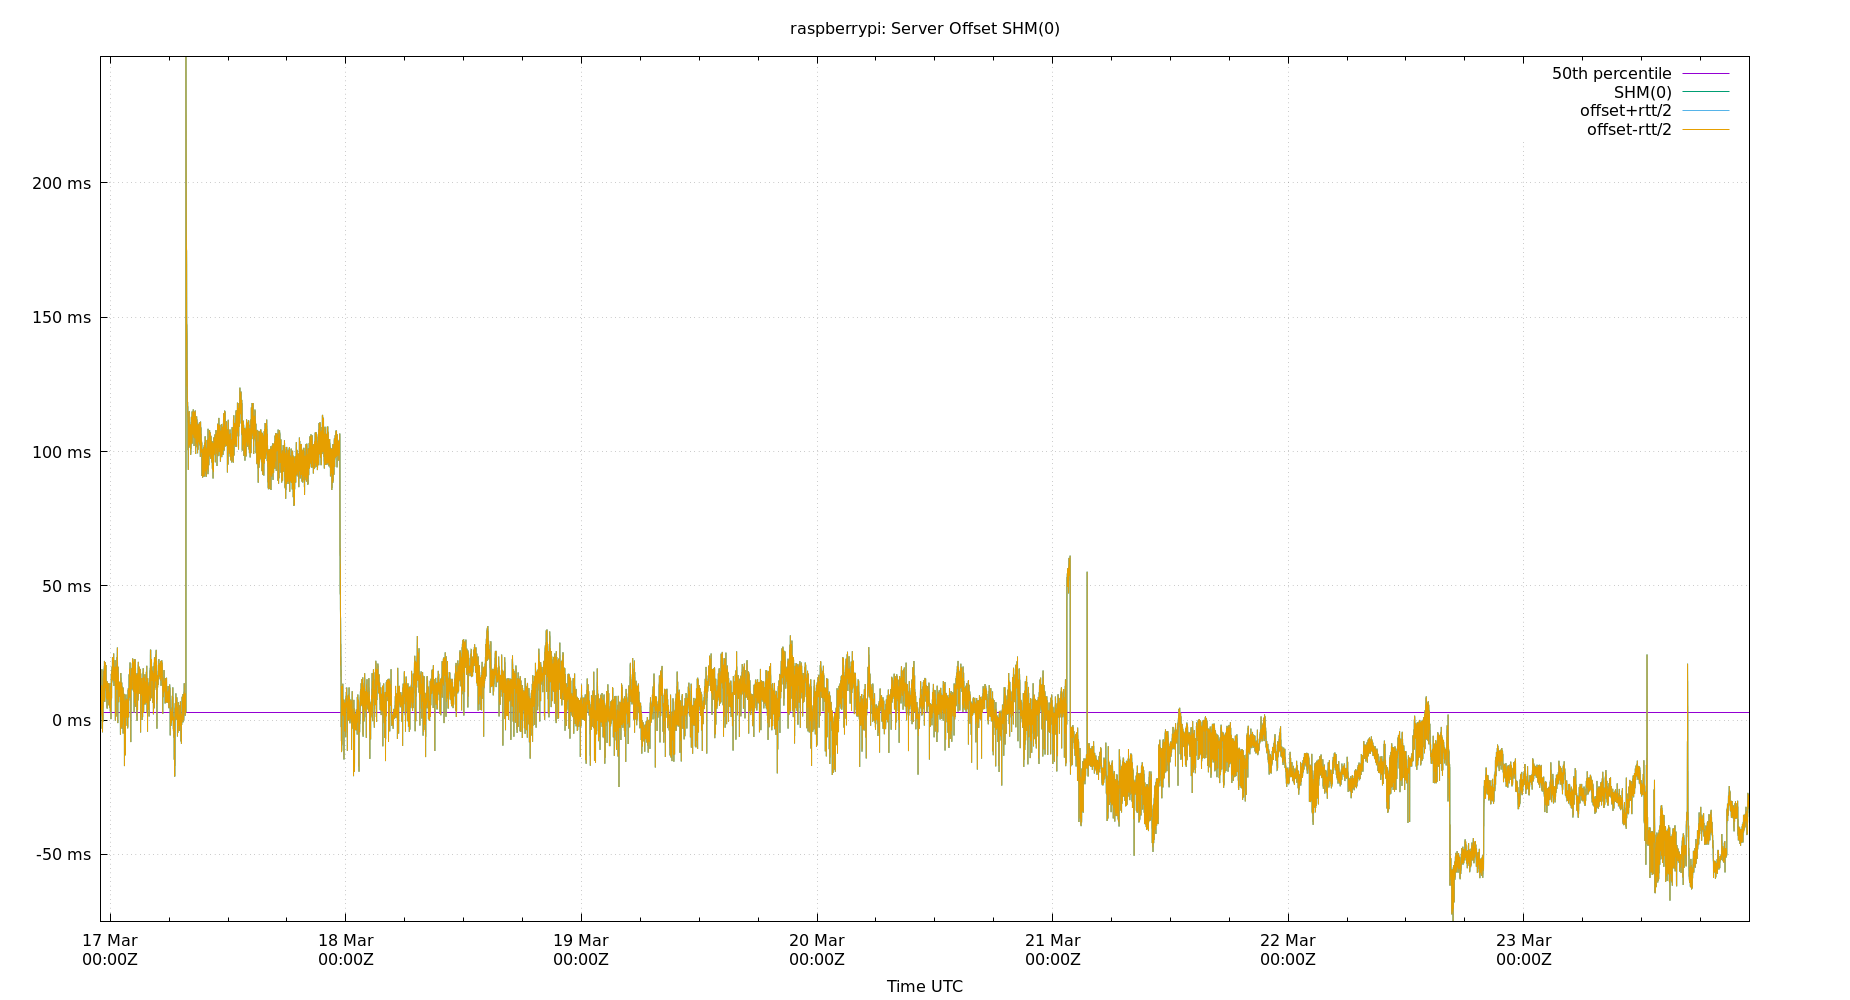 raspberrypi: Server Offset SHM(0)
50th percentile
SHM(0)
offset+rtt/2
offset-rtt/2
200 ms
150 ms
100 ms
50 ms
0 ms
-50 ms
17 Mar 18 Mar 19 Mar 20 Mar 21 Mar 22 Mar 23 Mar
00:00Z 00:00Z 00:00Z 00:00Z 00:00Z 00:00Z 00:00Z
Time UTC